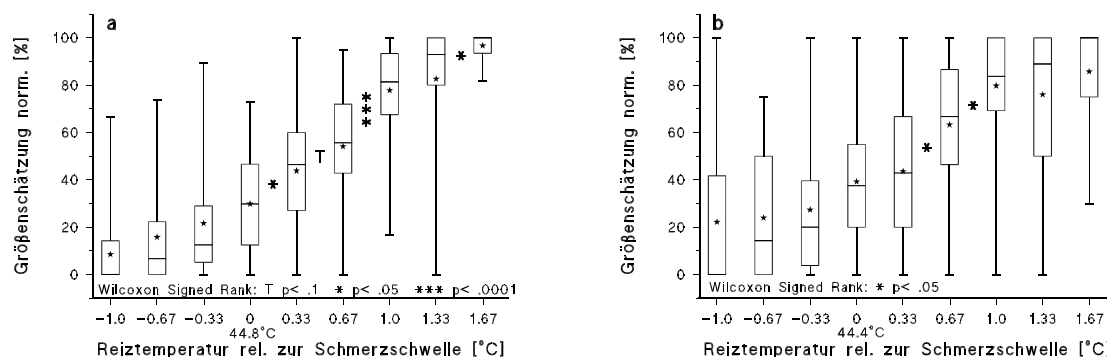 a
Größenschätzung norm. [%]
100
80
60
40
20
0
*
T
***
*
Wilcoxon Signed Rank: T p< .1 * p< .05 *** p< .0001
-1.0 -0.67 -0.33 0 0.33 0.67 1.0 1.33 1.67
44.8°C
Reiztemperatur rel. zur Schmerzschwelle [°C]
b
Größenschätzung norm. [%]
100
80
60
40
20
0
*
*
Wilcoxon Signed Rank: * p< .05
-1.0 -0.67 -0.33 0 0.33 0.67 1.0 1.33 1.67
44.4°C
Reiztemperatur rel. zur Schmerzschwelle [°C]